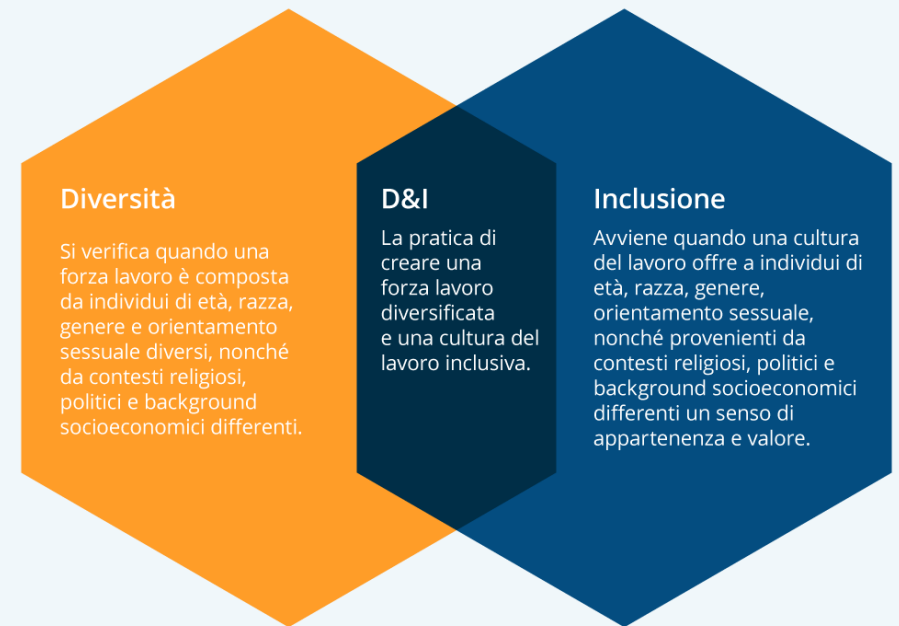 Diversità
Si verifica quando una
forza lavoro è composta
da individui di età, razza,
genere e orientamento
sessuale diversi, nonché
da contesti religiosi,
politici e background
socioeconomici differenti.
D&I
La pratica di
creare una
forza lavoro
diversificata
e una cultura del
lavoro inclusiva.
Inclusione
Avviene quando una cultura
del lavoro offre a individui di
età, razza, genere,
orientamento sessuale,
nonché provenienti da
contesti religiosi, politici e
background socioeconomici
differenti un senso di
appartenenza e valore.